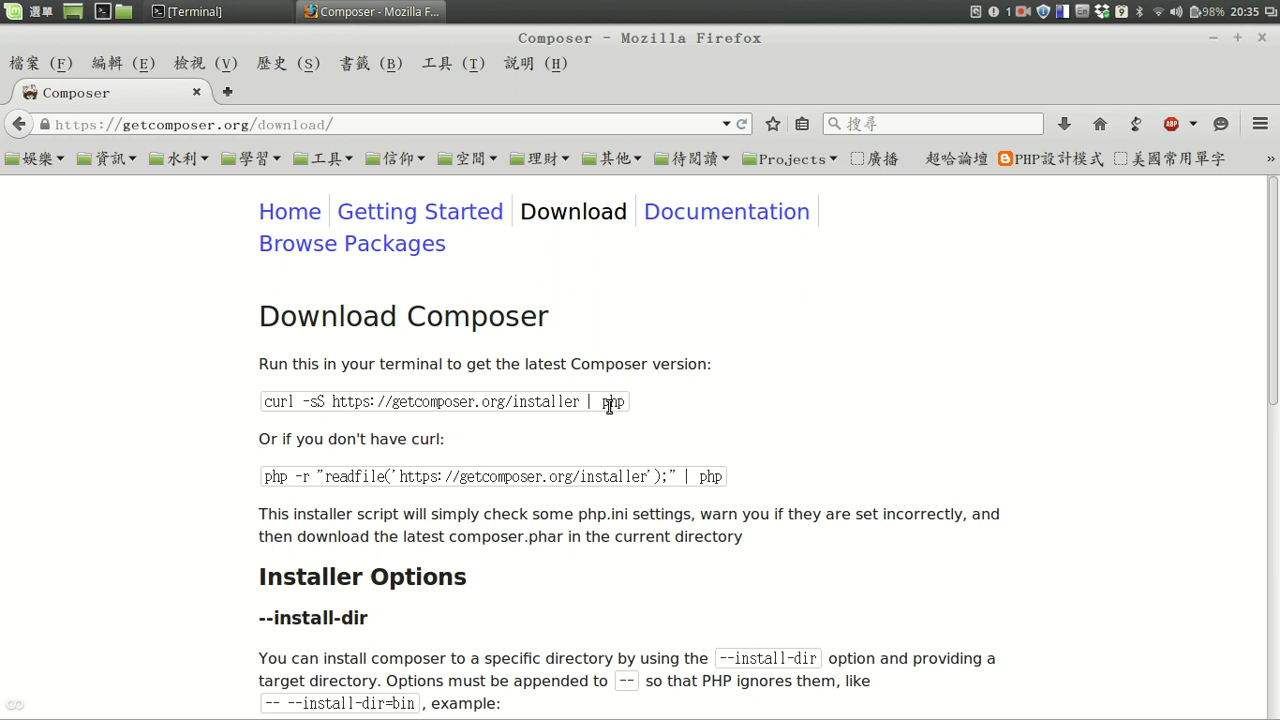 選單 [Terminal] Composer - Mozilla F... 1 En 98% 20:35
Composer - Mozilla Firefox
檔案 (F) 編輯 (E) 檢視 (V) 歷史 (S) 書籤 (B) 工具 (T) 說明 (H)
Composer
https://getcomposer.org/download/ 搜尋 ABP
娛樂 資訊 水利 學習 工具 信仰 空間 理財 其他 待閱讀 Projects 廣播 超哈論壇 PHP設計模式 美國常用單字 »
Home Getting Started Download Documentation
Browse Packages
Download Composer
Run this in your terminal to get the latest Composer version:
curl -sS https://getcomposer.org/installer | php
Or if you don't have curl:
php -r "readfile('https://getcomposer.org/installer');" | php
This installer script will simply check some php.ini settings, warn you if they are set incorrectly, and
then download the latest composer.phar in the current directory
Installer Options
--install-dir
You can install composer to a specific directory by using the --install-dir option and providing a
target directory. Options must be appended to -- so that PHP ignores them, like
-- --install-dir=bin , example: